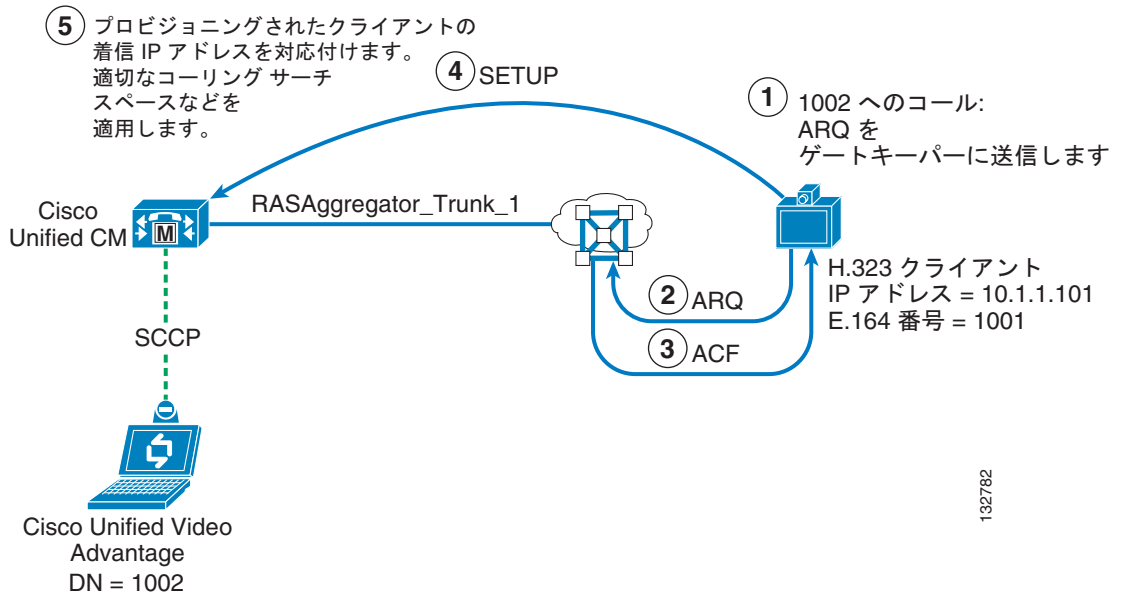 5 プロビジョニングされたクライアントの
着信 IP アドレスを対応付けます。
適切なコーリング サーチ
スペースなどを
適用します。
4 SETUP
1 1002 へのコール:
ARQ を
ゲートキーパーに送信します
Cisco
Unified CM
M
RASAggregator_Trunk_1
H.323 クライアント
IP アドレス = 10.1.1.101
E.164 番号 = 1001
2 ARQ
3 ACF
SCCP
Cisco Unified Video
Advantage
DN = 1002
132782